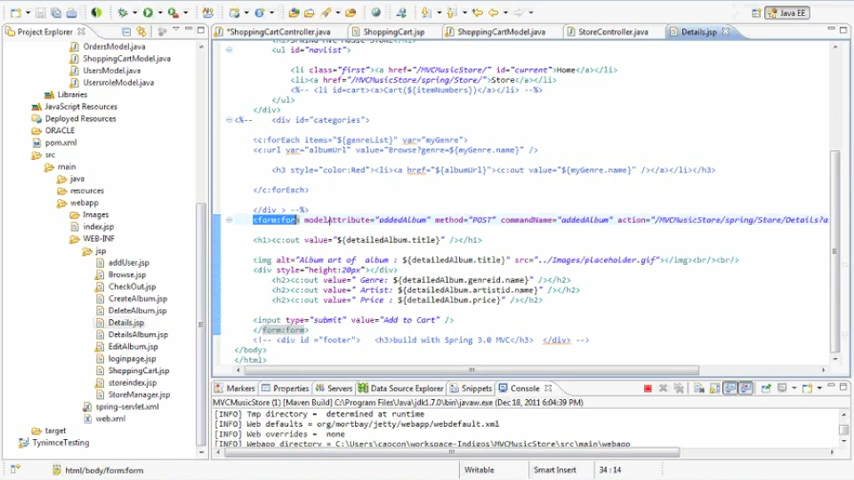 Java EE
Project Explorer
OrdersModel.java
ShoppingCartModel.java
UsersModel.java
UsersroleModel.java
Libraries
JavaScript Resources
Deployed Resources
ORACLE
pom.xml
src
main
java
resources
webapp
Images
index.jsp
WEB-INF
jsp
addUser.jsp
Browse.jsp
CheckOut.jsp
CreateAlbum.jsp
DeleteAlbum.jsp
Details.jsp
DetailsAlbum.jsp
EditAlbum.jsp
loginpage.jsp
ShoppingCart.jsp
storeindex.jsp
StoreManager.jsp
spring-servlet.xml
web.xml
target
TynimceTesting
*ShoppingCartController.java
ShoppingCart.jsp
ShoppingCartModel.java
StoreController.java
Details.jsp
<ul id="navlist">
<li class="first"><a href="/MVCMusicStore/" id="current">Home</a></li>
<li><a href="/MVCMusicStore/spring/Store/">Store</a></li>
<%-- <li id=cart><a>Cart(${itemNumbers})</a></li> --%>
</ul>
</div>
<%-- <div id="categories">
<c:forEach items="${genreList}" var="myGenre">
<c:url var="albumUrl" value="Browse?genre=${myGenre.name}" />
<h3 style="color:Red"><li><a href="${albumUrl}"><c:out value="${myGenre.name}" /></a></li></h3>
</c:forEach>
</div > --%>
<form:form modelAttribute="addedAlbum" method="POST" commandName="addedAlbum" action="/MVCMusicStore/spring/Store/Details?a
<h1><c:out value="${detailedAlbum.title}" /></h1>
<img alt="Album art of album : ${detailedAlbum.title}" src="../Images/placeholder.gif"><br/><br/>
<div style="height:20px"></div>
<h2><c:out value=" Genre: ${detailedAlbum.genreid.name}" /></h2>
<h2><c:out value=" Artist: ${detailedAlbum.artistid.name}" /></h2>
<h2><c:out value=" Price : ${detailedAlbum.price}" /></h2>
<input type="submit" value="Add to Cart" />
</form:form>
<!-- <div id ="footer" <h3>build with Spring 3.0 MVC</h3> </div> -->
</body>
</html>
Markers
Properties
Servers
Data Source Explorer
Snippets
Console
MVCMusicStore (1) [Maven Build] C:\Program Files\Java\jdk1.7.0\bin\javaw.exe (Dec 18, 2011 6:04:39 PM)
[INFO] Tmp directory = determined at runtime
[INFO] Web defaults = org/mortbay/jetty/webapp/webdefault.xml
[INFO] Web overrides = none
[INFO] Webapp directory = C:\Users\caocon\workspace-Indigos\MVCMusicStore\src\main\webapp
html/body/form:form
Writable
Smart Insert
34 : 14